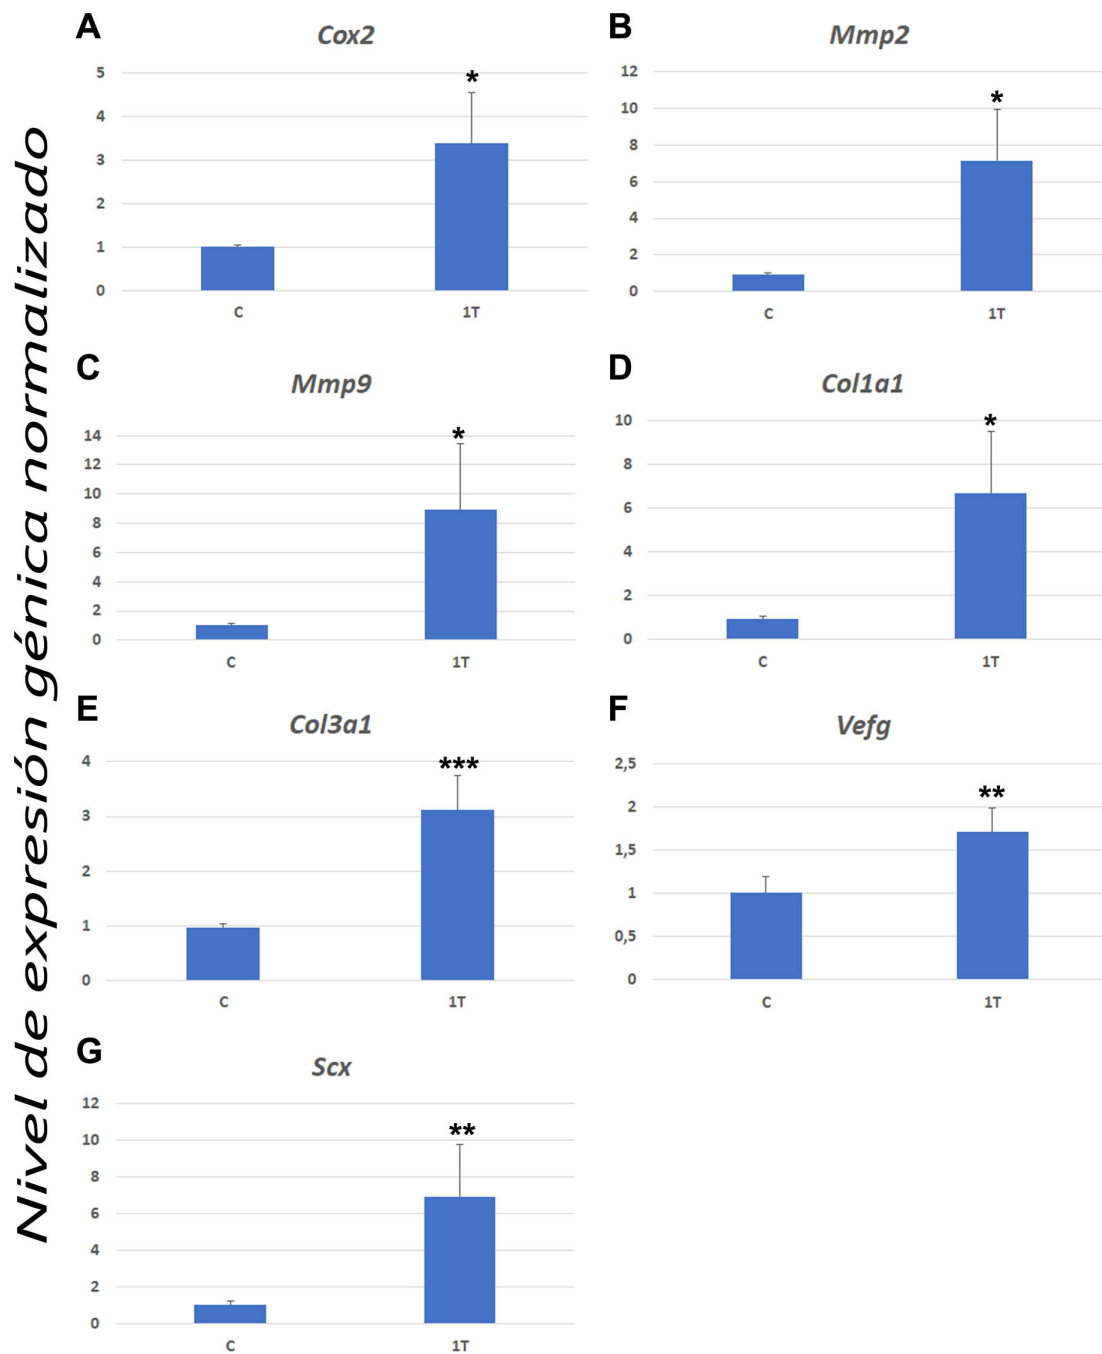 Nivel de expresión génica normalizado
A
Cox2
*
5
4
3
2
1
0
C
1T
B
Mmp2
*
12
10
8
6
4
2
0
C
1T
C
Mmp9
*
14
12
10
8
6
4
2
0
C
1T
D
Col1a1
*
10
8
6
4
2
0
C
1T
E
Col3a1
***
4
3
2
1
0
C
1T
F
Vefg
**
2,5
2
1,5
1
0,5
0
C
1T
G
Scx
**
12
10
8
6
4
2
0
C
1T